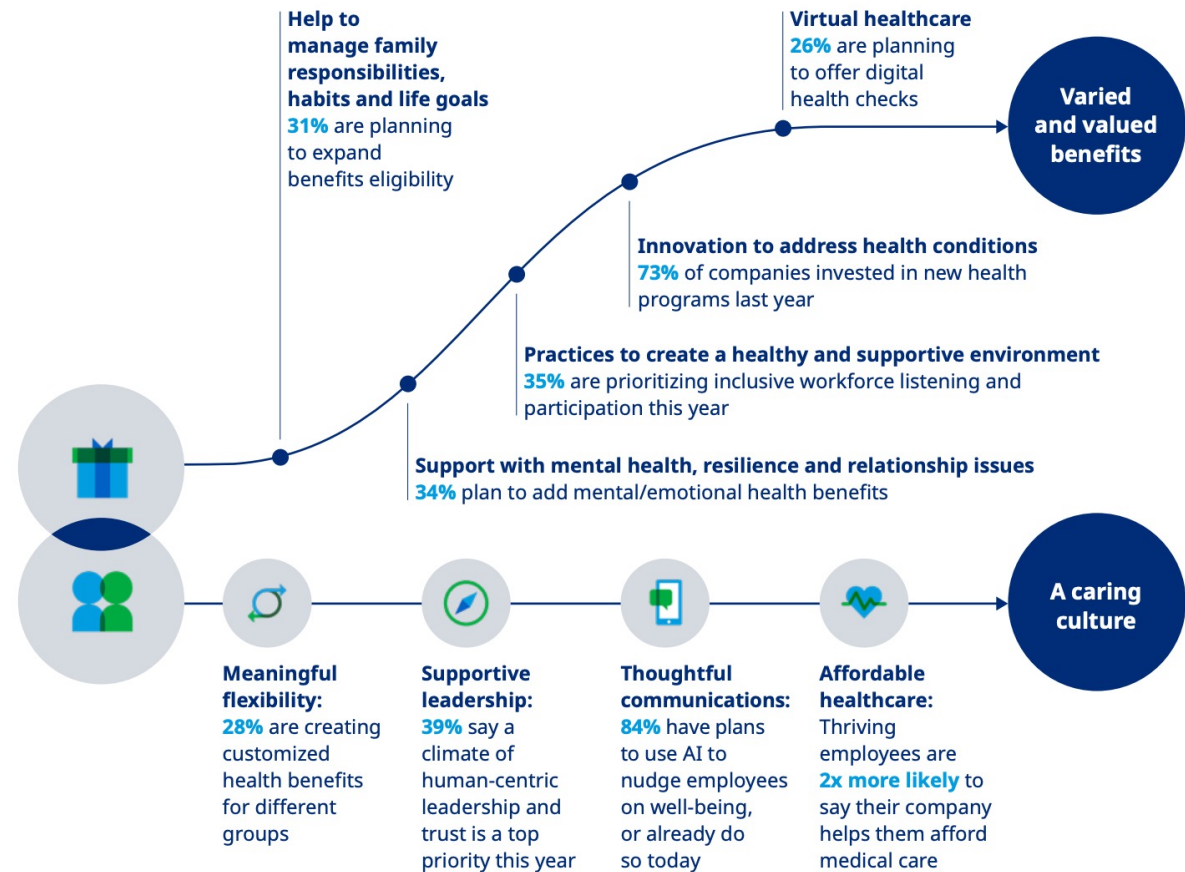 Help to
manage family
responsibilities,
habits and life goals
31% are planning
to expand
benefits eligibility
Virtual healthcare
26% are planning
to offer digital
health checks
Varied
and valued
benefits
Innovation to address health conditions
73% of companies invested in new health
programs last year
Practices to create a healthy and supportive environment
35% are prioritizing inclusive workforce listening and
participation this year
Support with mental health, resilience and relationship issues
34% plan to add mental/emotional health benefits
A caring
culture
Meaningful
flexibility:
28% are creating
customized
health benefits
for different
groups
Supportive
leadership:
39% say a
climate of
human-centric
leadership and
trust is a top
priority this year
Thoughtful
communications:
84% have plans
to use AI to
nudge employees
on well-being,
or already do
so today
Affordable
healthcare:
Thriving
employees are
2x more likely to
say their company
helps them afford
medical care